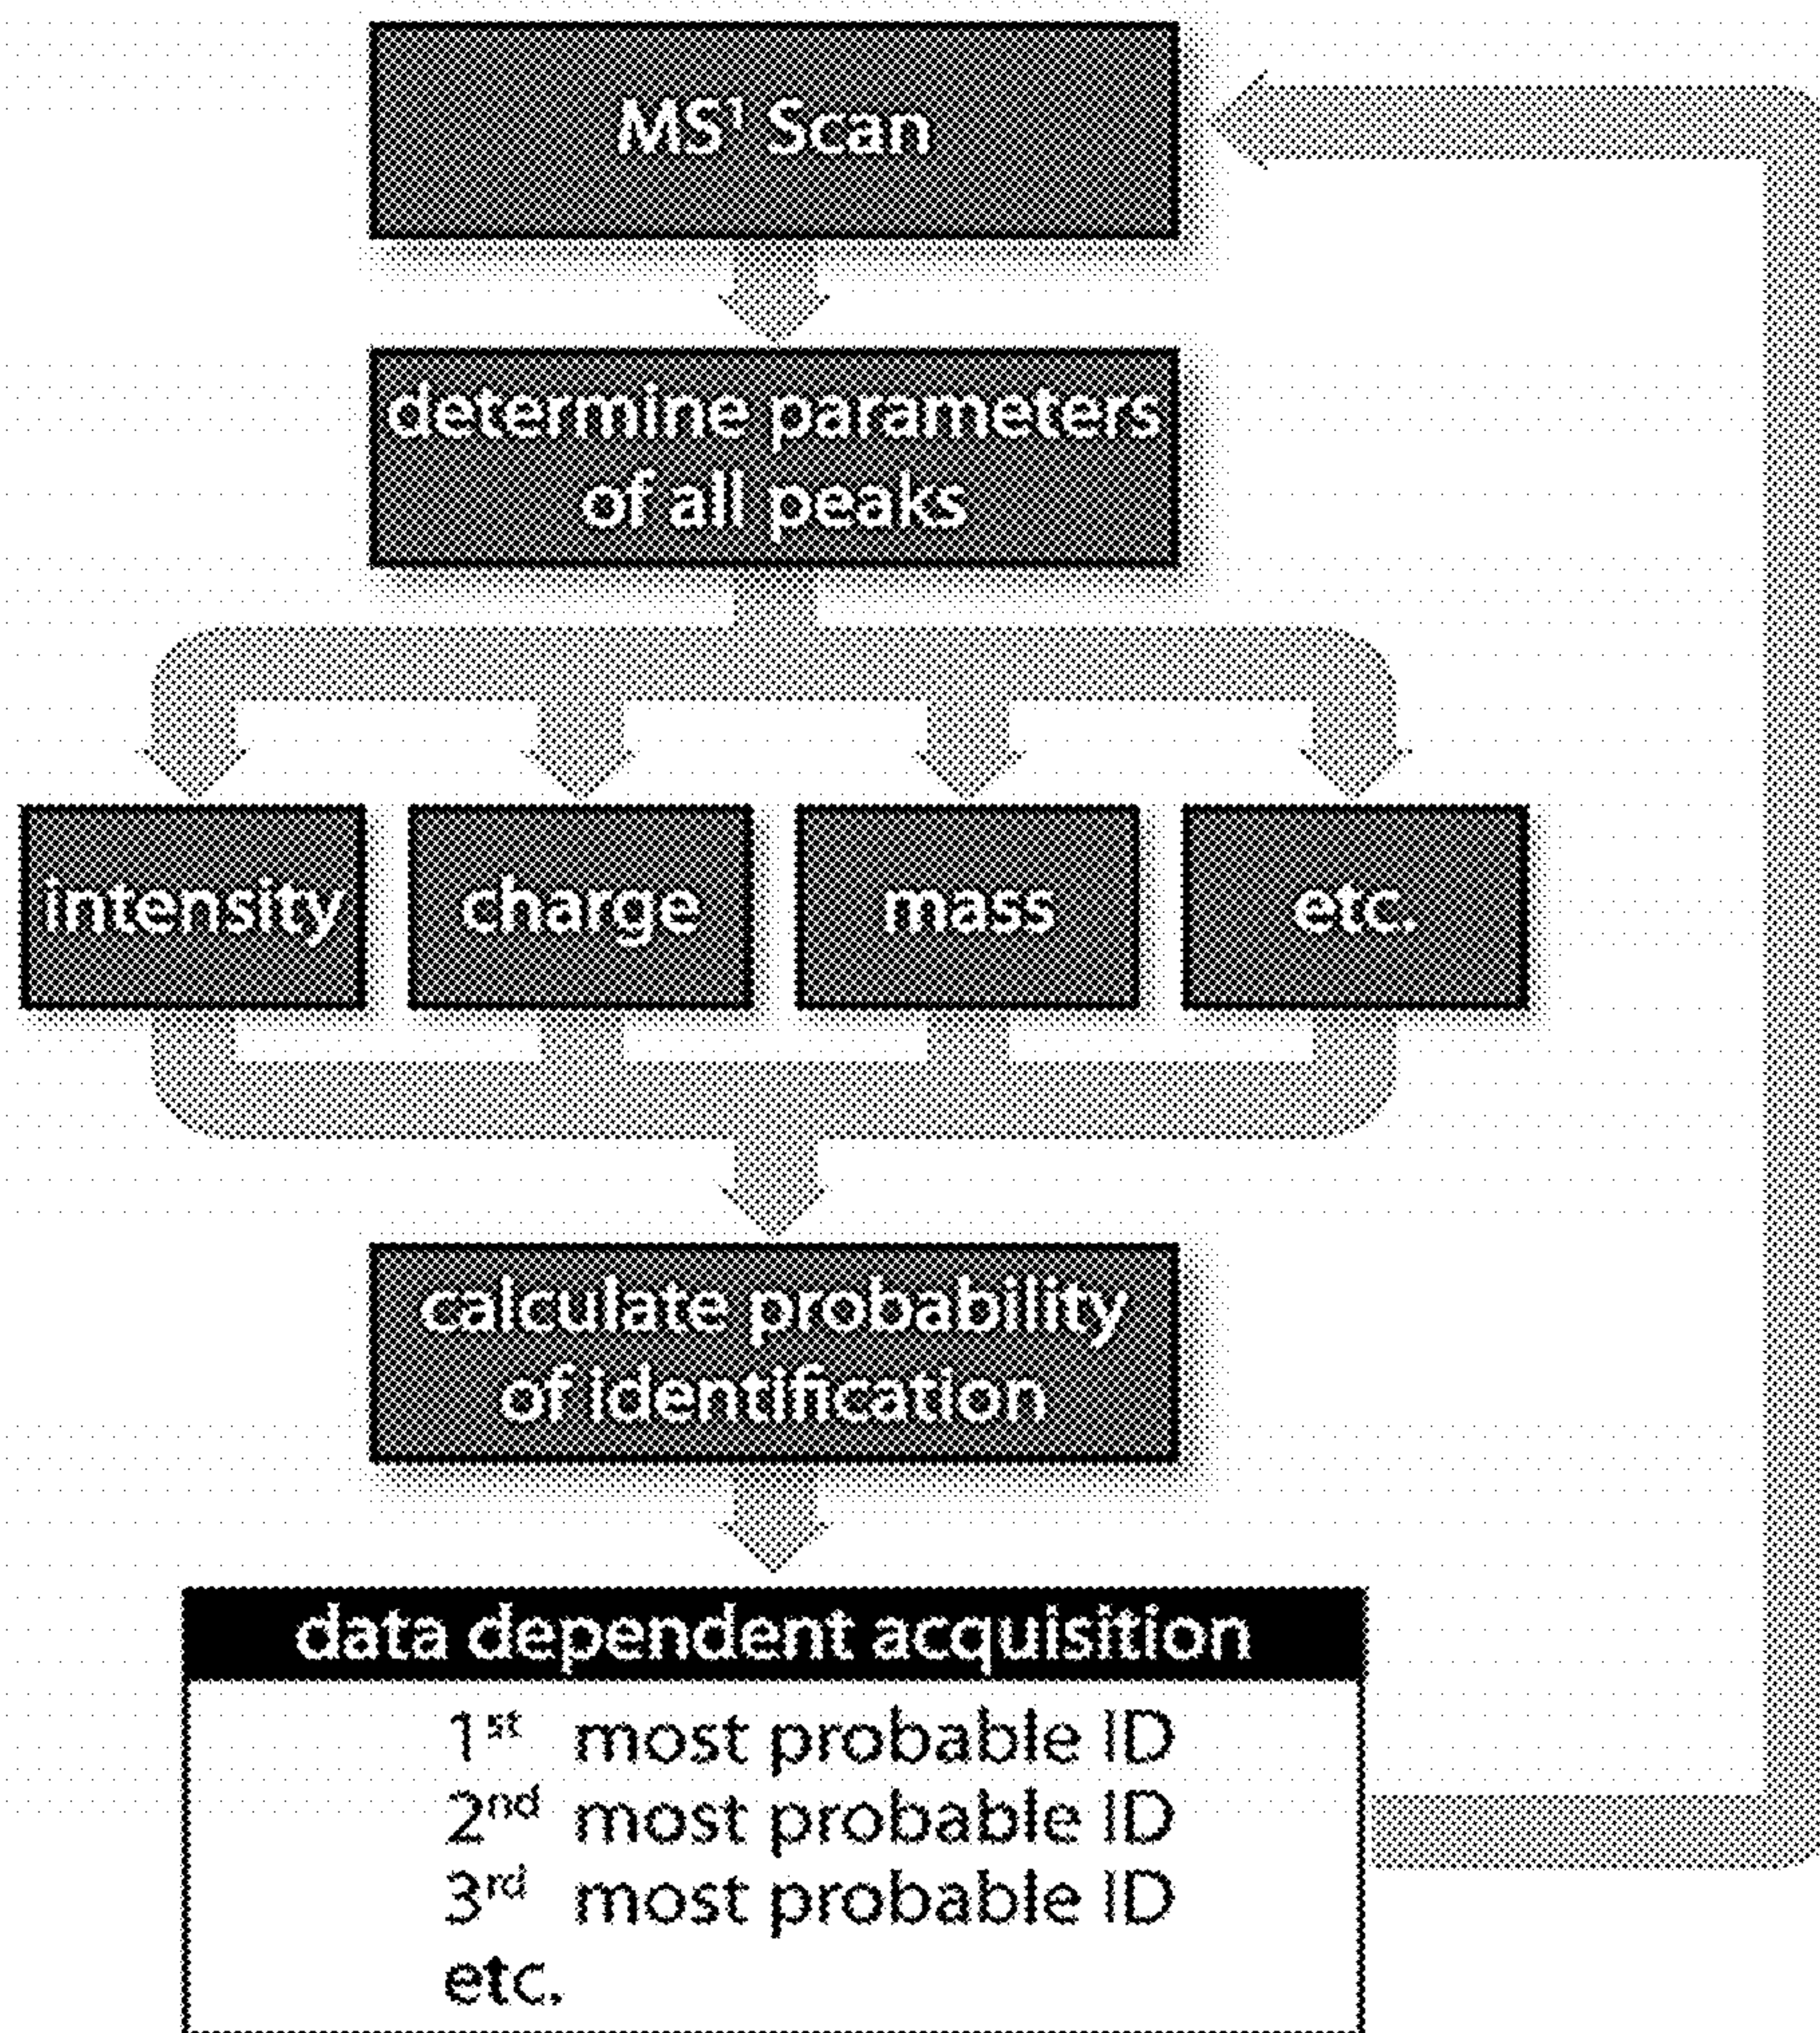 MS¹ Scan
determine parameters
of all peaks
intensity
charge
mass
etc.
calculate probability
of identification
data dependent acquisition
1st most probable ID
2nd most probable ID
3rd most probable ID
etc.